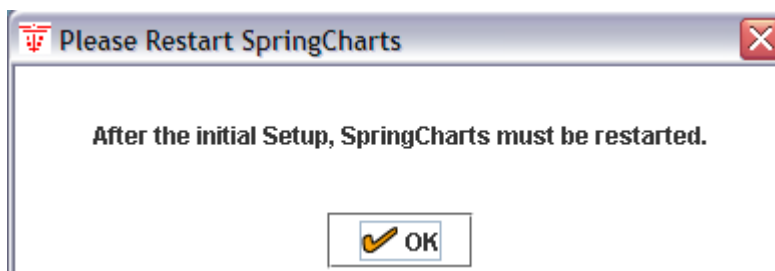 Please Restart SpringCharts
After the initial Setup, SpringCharts must be restarted.
OK